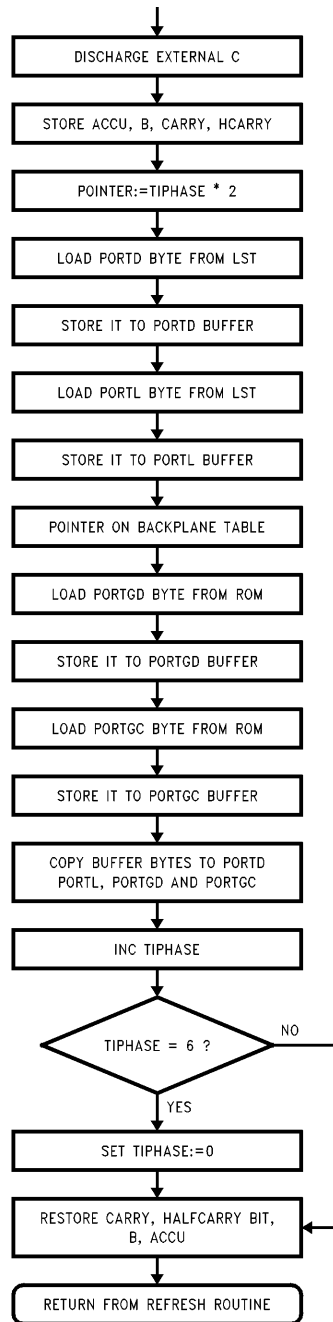 DISCHARGE EXTERNAL C
STORE ACCU, B, CARRY, HCARRY
POINTER:=TIPHASE * 2
LOAD PORTD BYTE FROM LST
STORE IT TO PORTD BUFFER
LOAD PORTL BYTE FROM LST
STORE IT TO PORTL BUFFER
POINTER ON BACKPLANE TABLE
LOAD PORTGD BYTE FROM ROM
STORE IT TO PORTGD BUFFER
LOAD PORTGC BYTE FROM ROM
STORE IT TO PORTGC BUFFER
COPY BUFFER BYTES TO PORTD
PORTL, PORTGD AND PORTGC
INC TIPHASE
TIPHASE = 6 ?
NO
YES
SET TIPHASE:=0
RESTORE CARRY, HALFCARRY BIT,
B, ACCU
RETURN FROM REFRESH ROUTINE